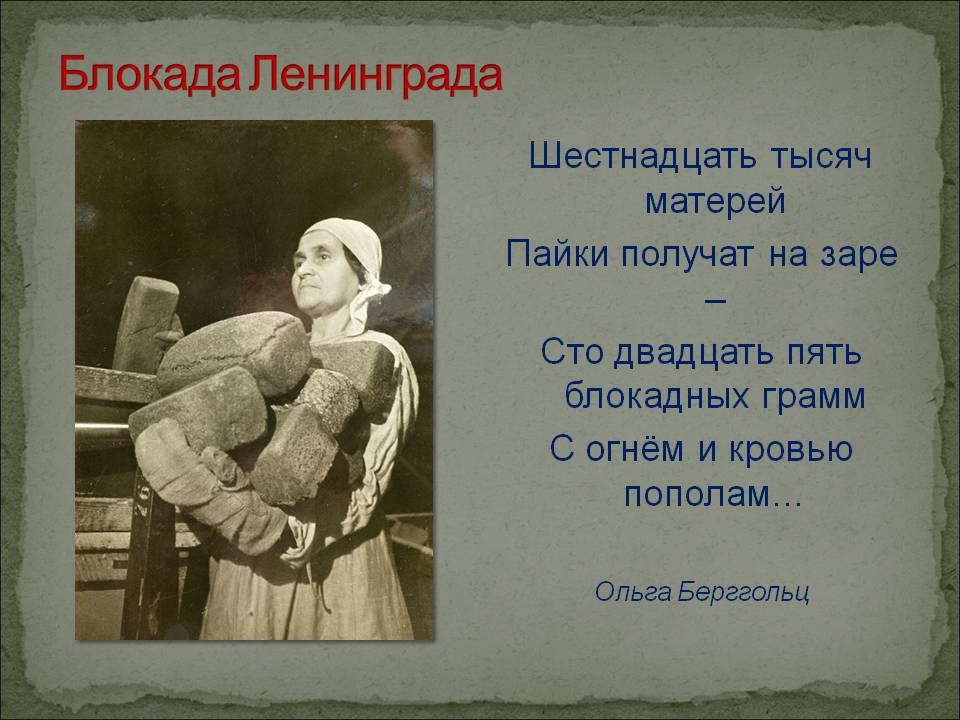 Блокада Ленинграда
Шестнадцать тысяч
матерей
Пайки получат на заре
–
Сто двадцать пять
блокадных грамм
С огнём и кровью
пополам…
Ольга Берггольц
26